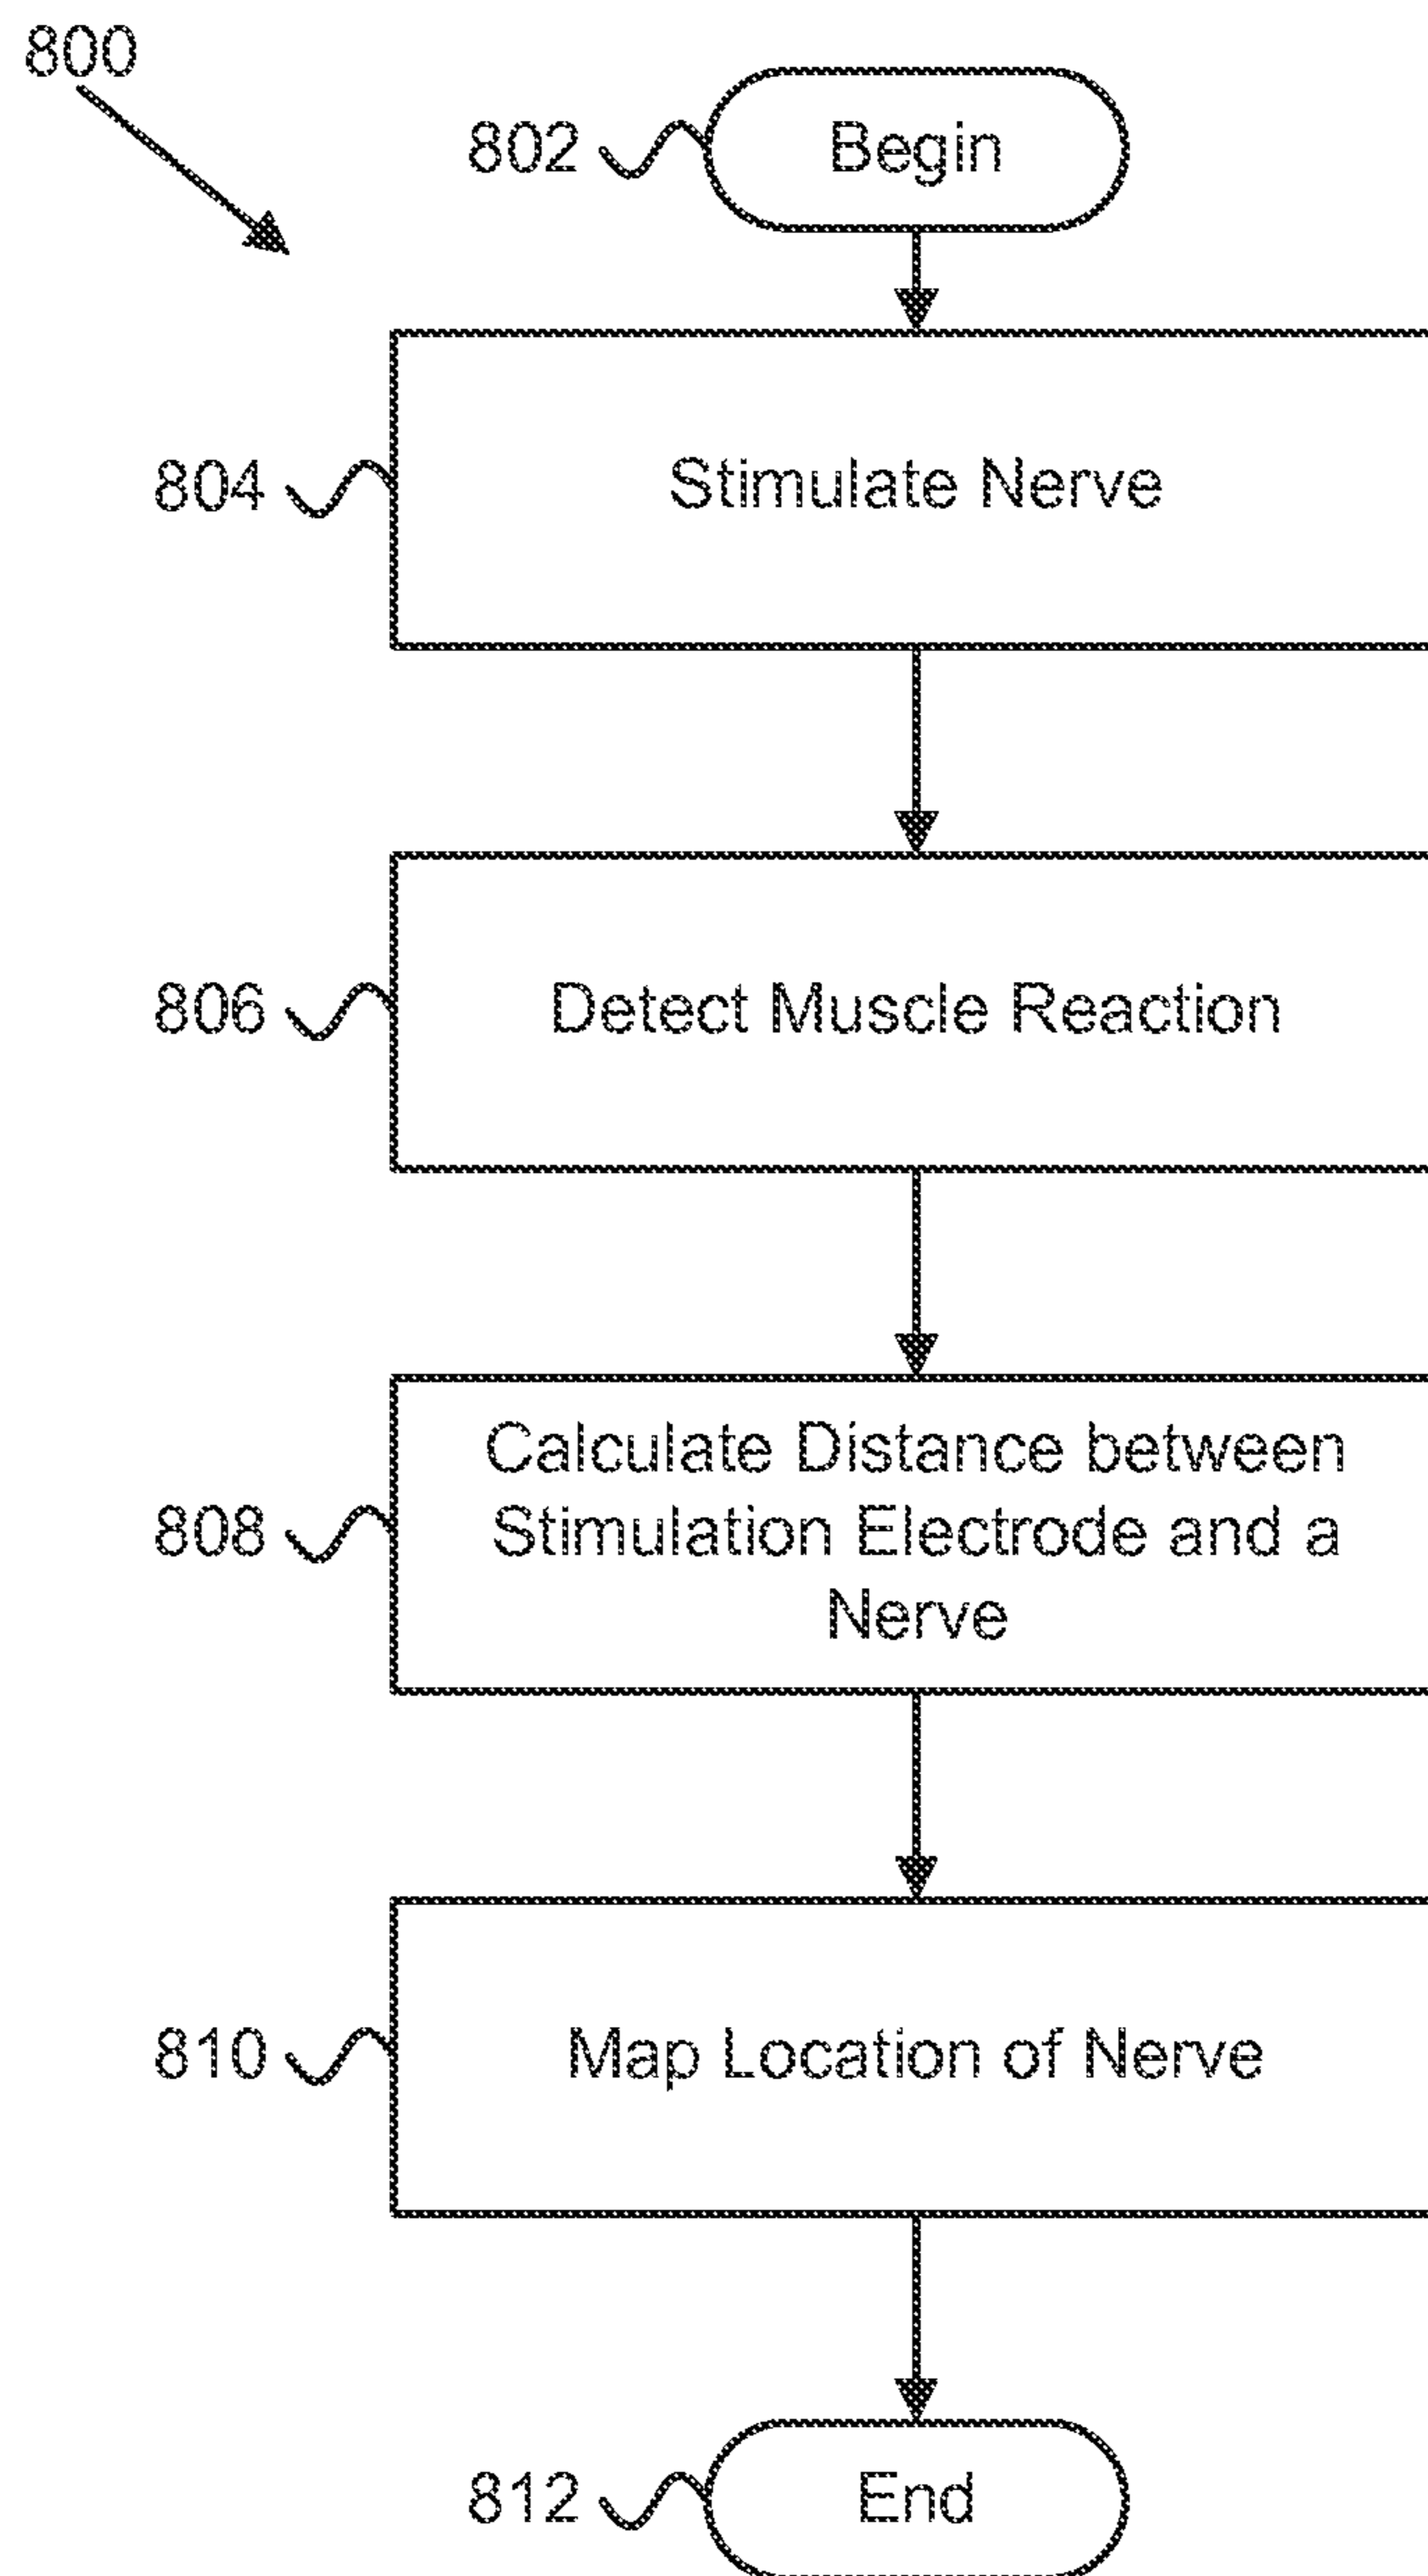 800
802 Begin
804 Stimulate Nerve
806 Detect Muscle Reaction
Calculate Distance between
808 Stimulation Electrode and a
Nerve
810 Map Location of Nerve
812 End